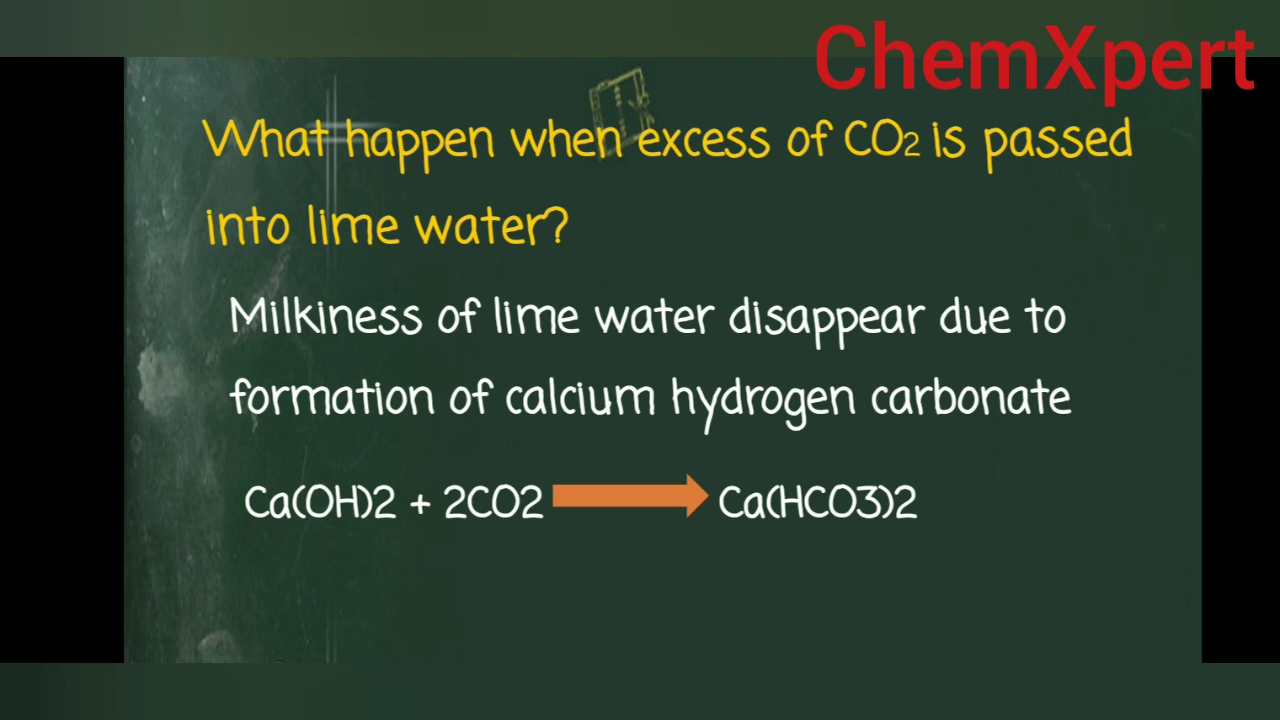 ChemXpert
What happen when excess of CO2 is passed
into lime water?
Milkiness of lime water disappear due to
formation of calcium hydrogen carbonate
Ca(OH)2 + 2CO2 Ca(HCO3)2